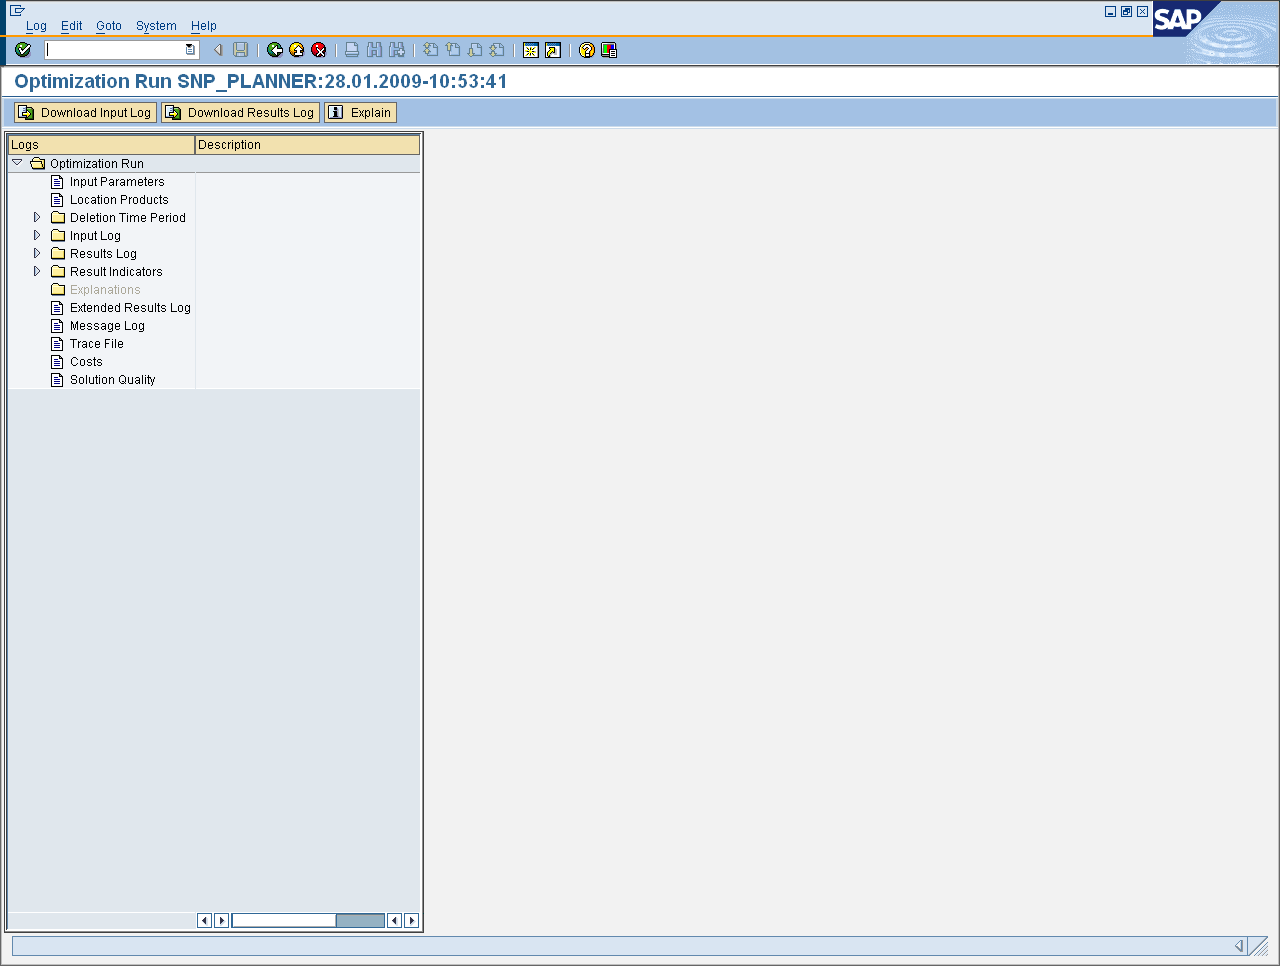 Log Edit Goto System Help
SAP
Optimization Run SNP_PLANNER:28.01.2009-10:53:41
Download Input Log Download Results Log Explain
Logs Description
Optimization Run
Input Parameters
Location Products
Deletion Time Period
Input Log
Results Log
Result Indicators
Explanations
Extended Results Log
Message Log
Trace File
Costs
Solution Quality